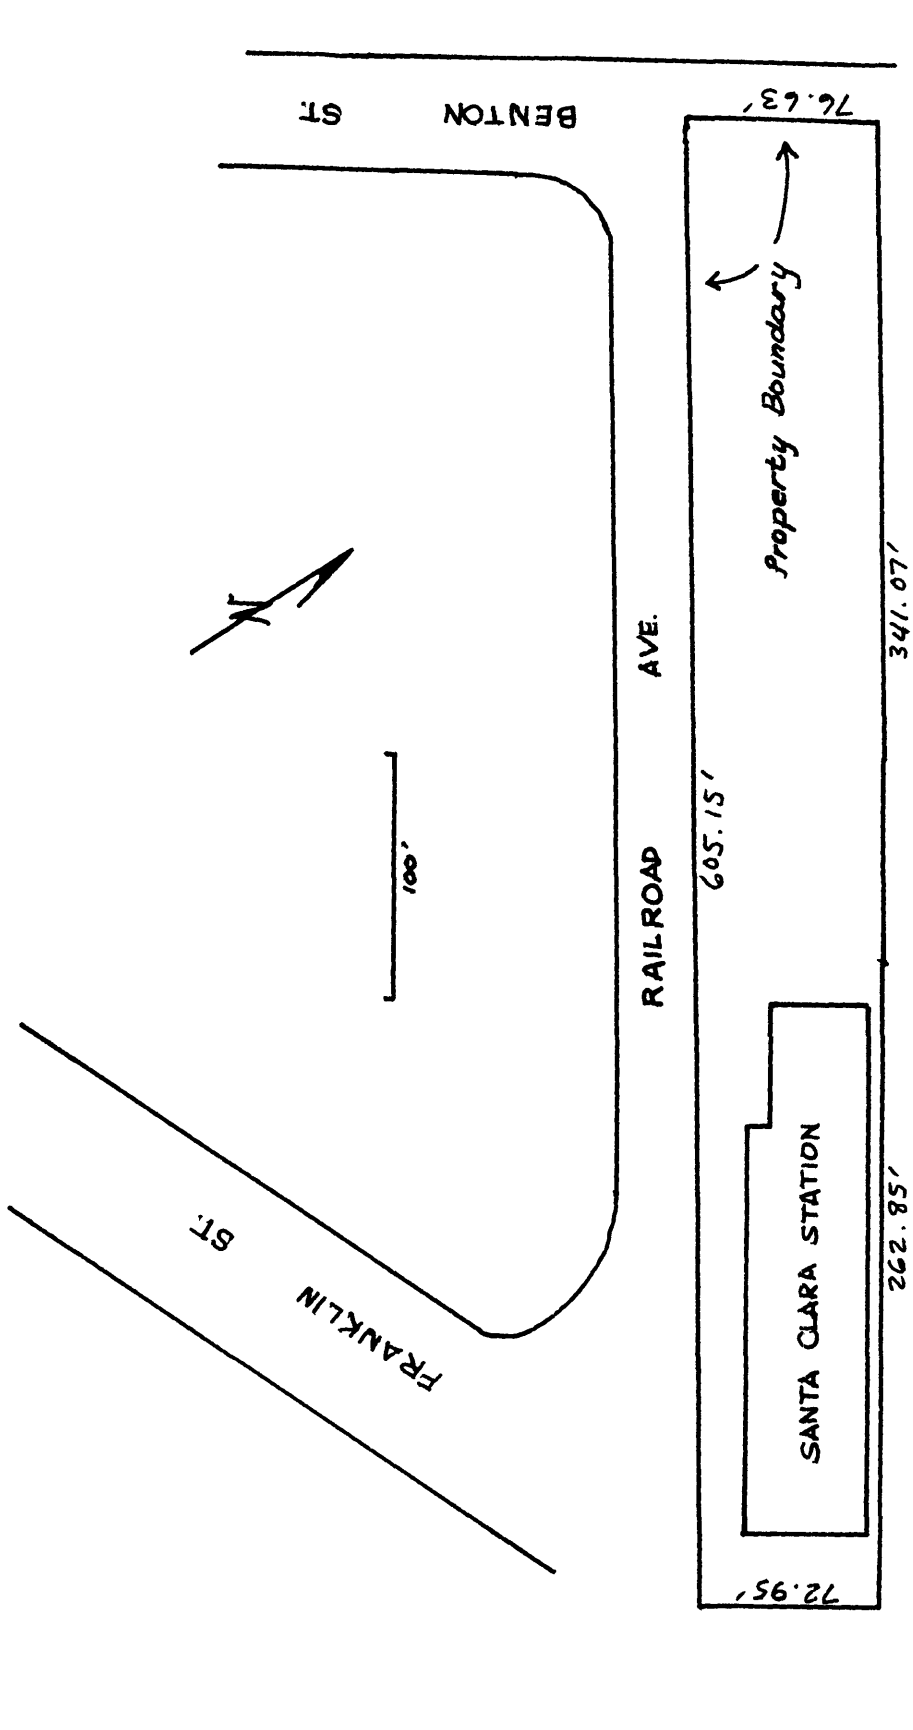 BENTON ST.
76.63'
Property Boundary
N
341.07'
RAILROAD AVE.
605.15'
100'
FRANKLIN ST.
SANTA CLARA STATION
262.85'
72.95'